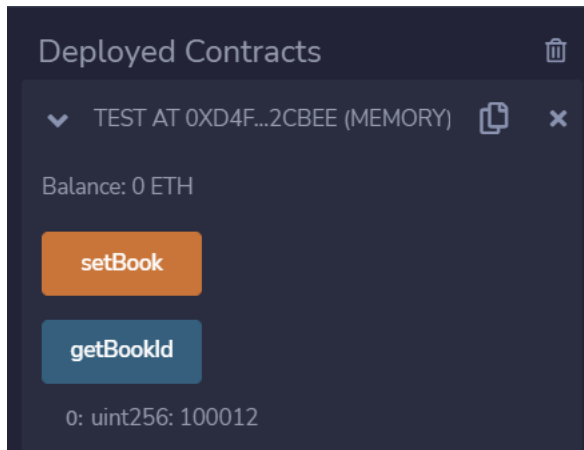 Deployed Contracts
TEST AT 0XD4F...2CBEE (MEMORY)
Balance: 0 ETH
setBook
getBookId
0: uint256: 100012